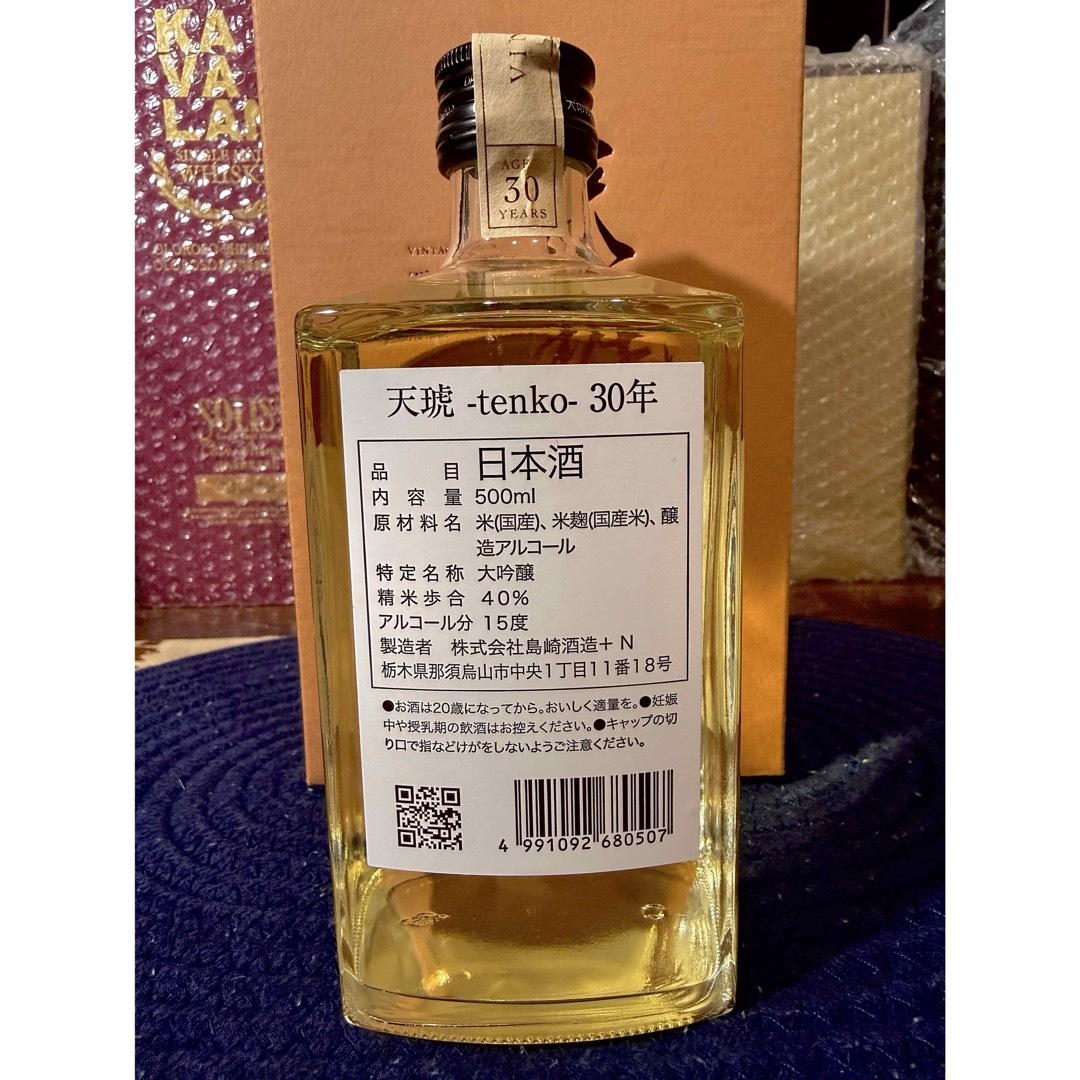 KA
VA
LAN
SINGLE MALT
WHISK
SOLIS
VIN
AGE
30
YEARS
VINTAG
天琥 -tenko- 30年
品 目 日本酒
内容量 500ml
原材料名 米(国産)、米麹(国産米)、醸
造アルコール
特定名称 大吟醸
精米歩合 40%
アルコール分 15度
製造者 株式会社島崎酒造+N
栃木県那須烏山市中央1丁目11番18号
●お酒は20歳になってから。おいしく適量を。●妊娠
中や授乳期の飲酒はお控えください。●キャップの切
り口で指などけがをしないようご注意ください。
4 991092 680507